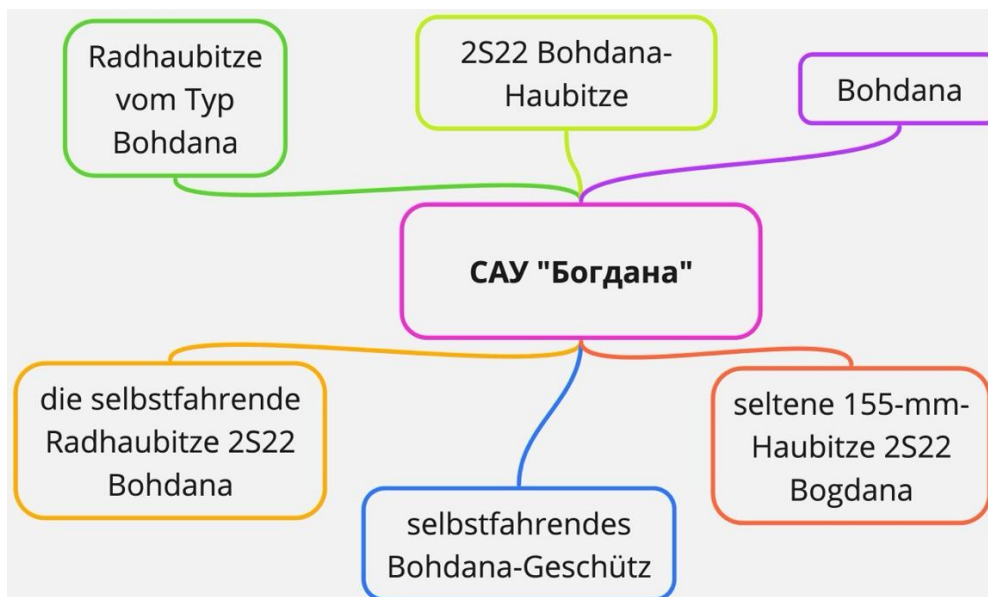 Radhaubitze
vom Typ
Bohdana
2S22 Bohdana-
Haubitze
Bohdana
САУ "Богдана"
die selbstfahrende
Radhaubitze 2S22
Bohdana
selbstfahrendes
Bohdana-Geschütz
seltene 155-mm-
Haubitze 2S22
Bogdana